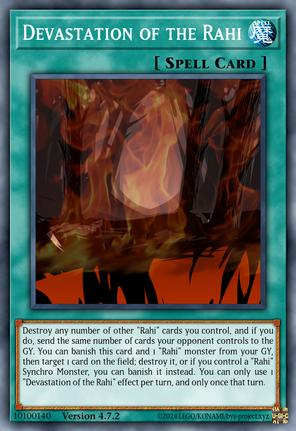 Devastation of the Rahi
魔
[ Spell Card ]
Destroy any number of other "Rahi" cards you control, and if you
do, send the same number of cards your opponent controls to the
GY. You can banish this card and 1 "Rahi" monster from your GY,
then target 1 card on the field; destroy it, or if you control a "Rahi"
Synchro Monster, you can banish it instead. You can only use 1
"Devastation of the Rahi" effect per turn, and only once that turn.
10100140 Version 4.7.2 ©2024 LEGO/KONAMI/bye-project.xyz